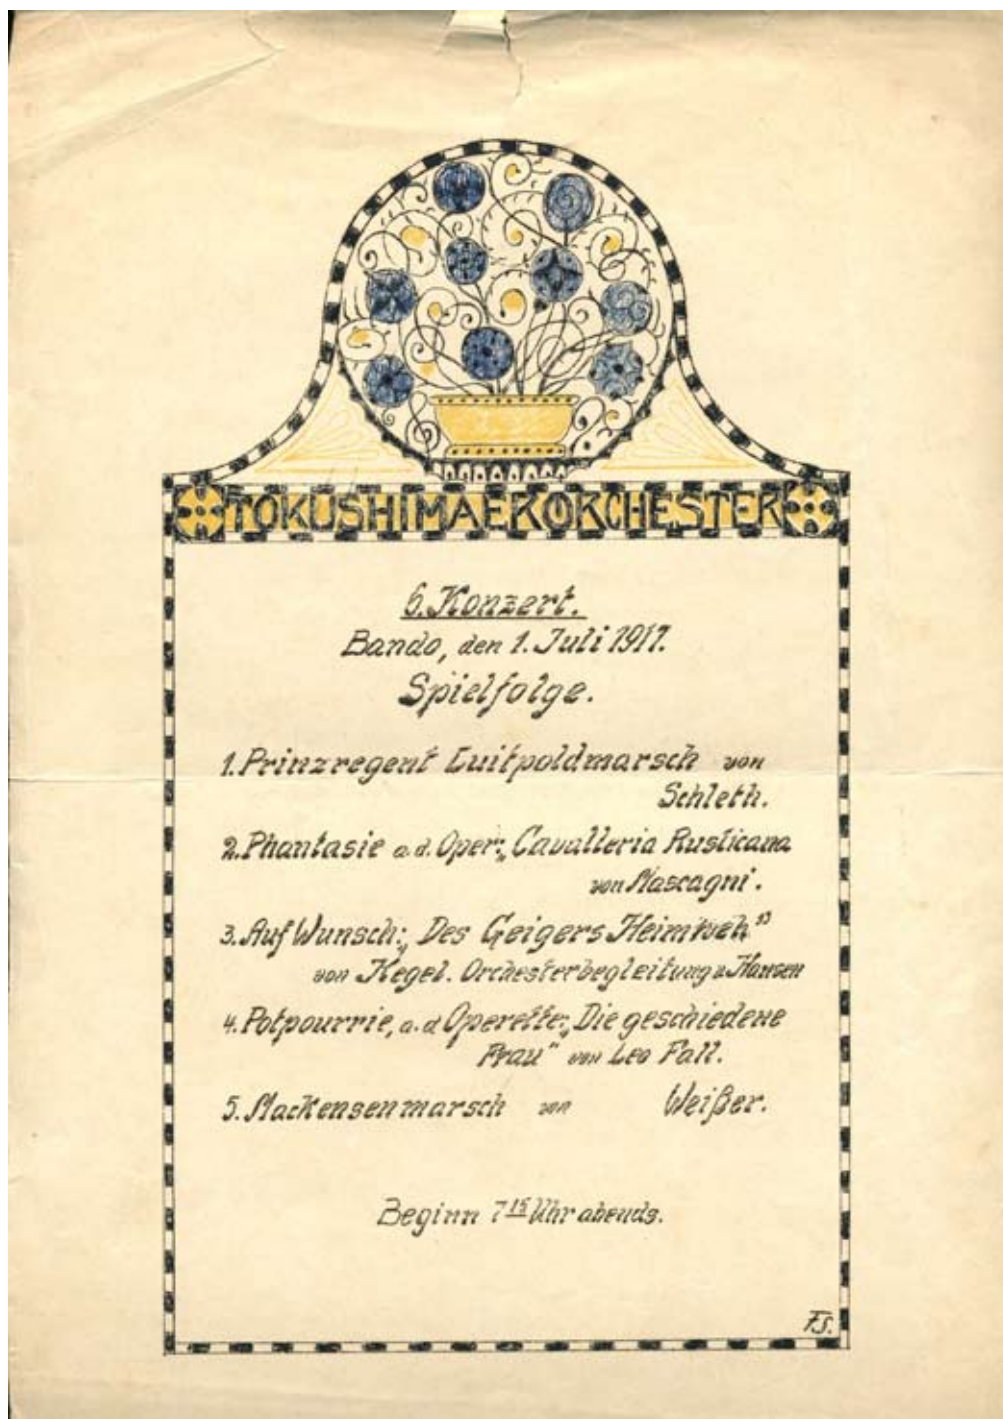 TOKUSHIMAER ORCHESTER
6. Konzert.
Bando, den 1. Juli 1917.
Spielfolge.
1. Prinzregent Luitpoldmarsch von
Schleth.
2. Phantasie a. d. Oper: „Cavalleria Rusticana
von Mascagni.
3. Auf Wunsch: „Des Geigers Heimweh"
von Kegel. Orchesterbegleitung v. Hansen
4. Potpourrie, a. d Operette: „Die geschiedene
Frau" von Leo Fall.
5. Mackensenmarsch von Weißer.
Beginn 7 15 Uhr abends.
F.S.